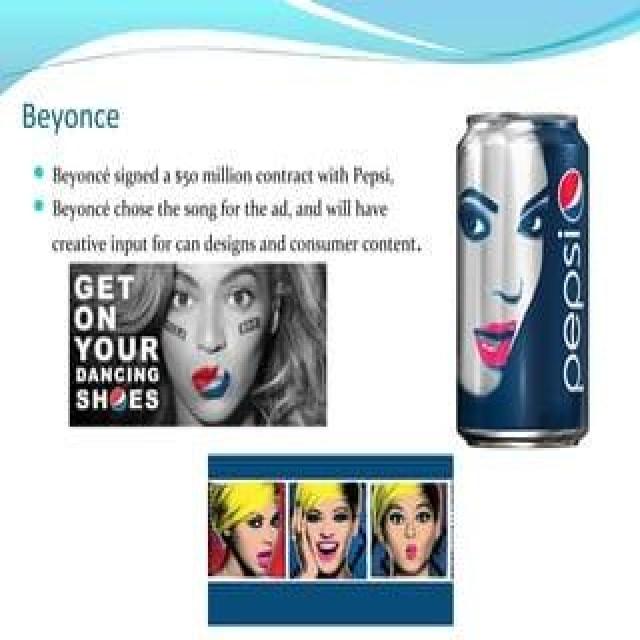 Beyonce
Beyoncé signed a $50 million contract with Pepsi,
Beyoncé chose the song for the ad, and will have
creative input for can designs and consumer content.
GET
ON
YOUR
DANCING
SHOES
pepsi